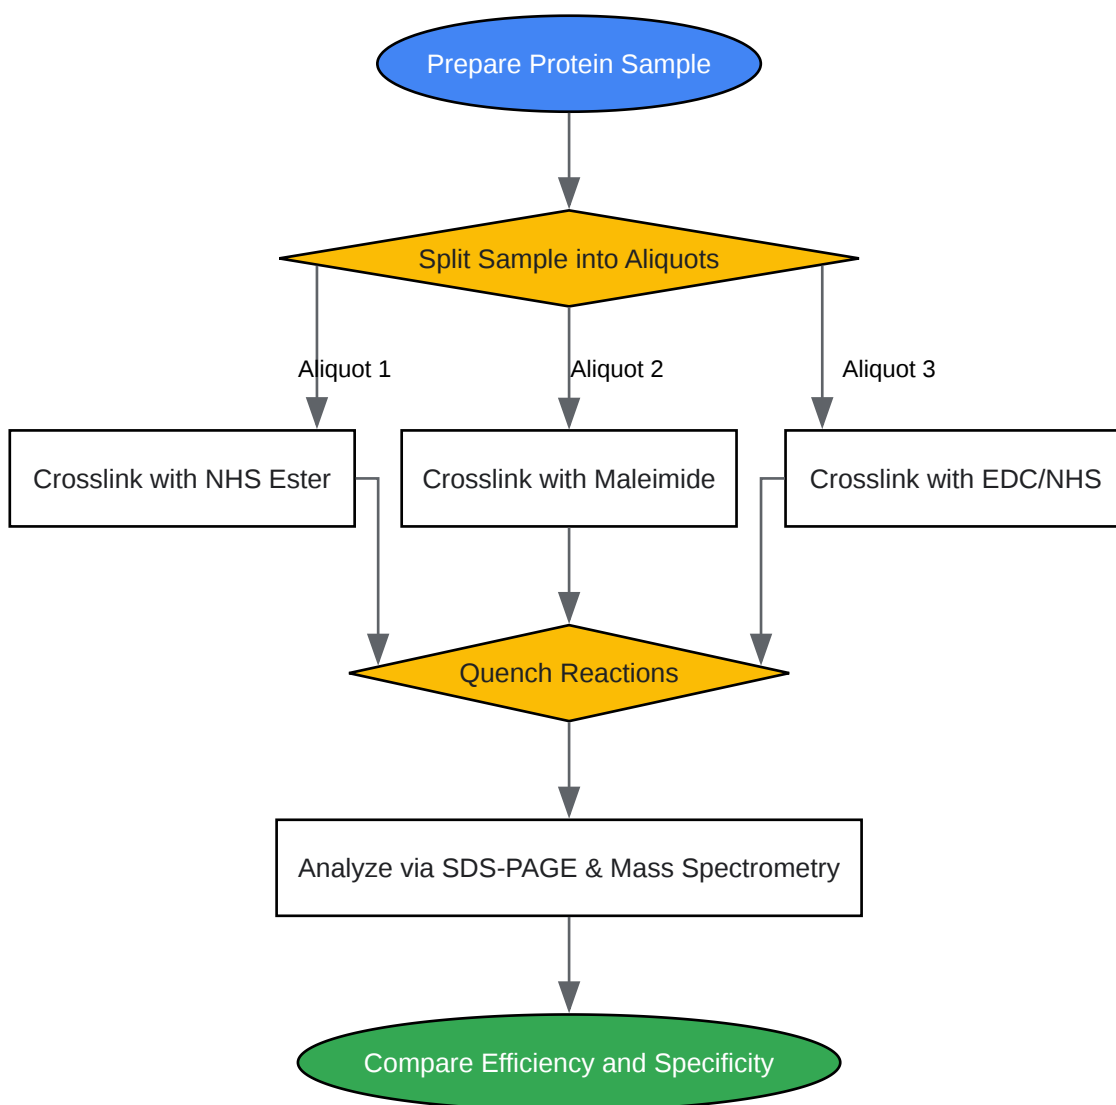 Prepare Protein Sample
Split Sample into Aliquots
Aliquot 1
Aliquot 2
Aliquot 3
Crosslink with NHS Ester
Crosslink with Maleimide
Crosslink with EDC/NHS
Quench Reactions
Analyze via SDS-PAGE & Mass Spectrometry
Compare Efficiency and Specificity